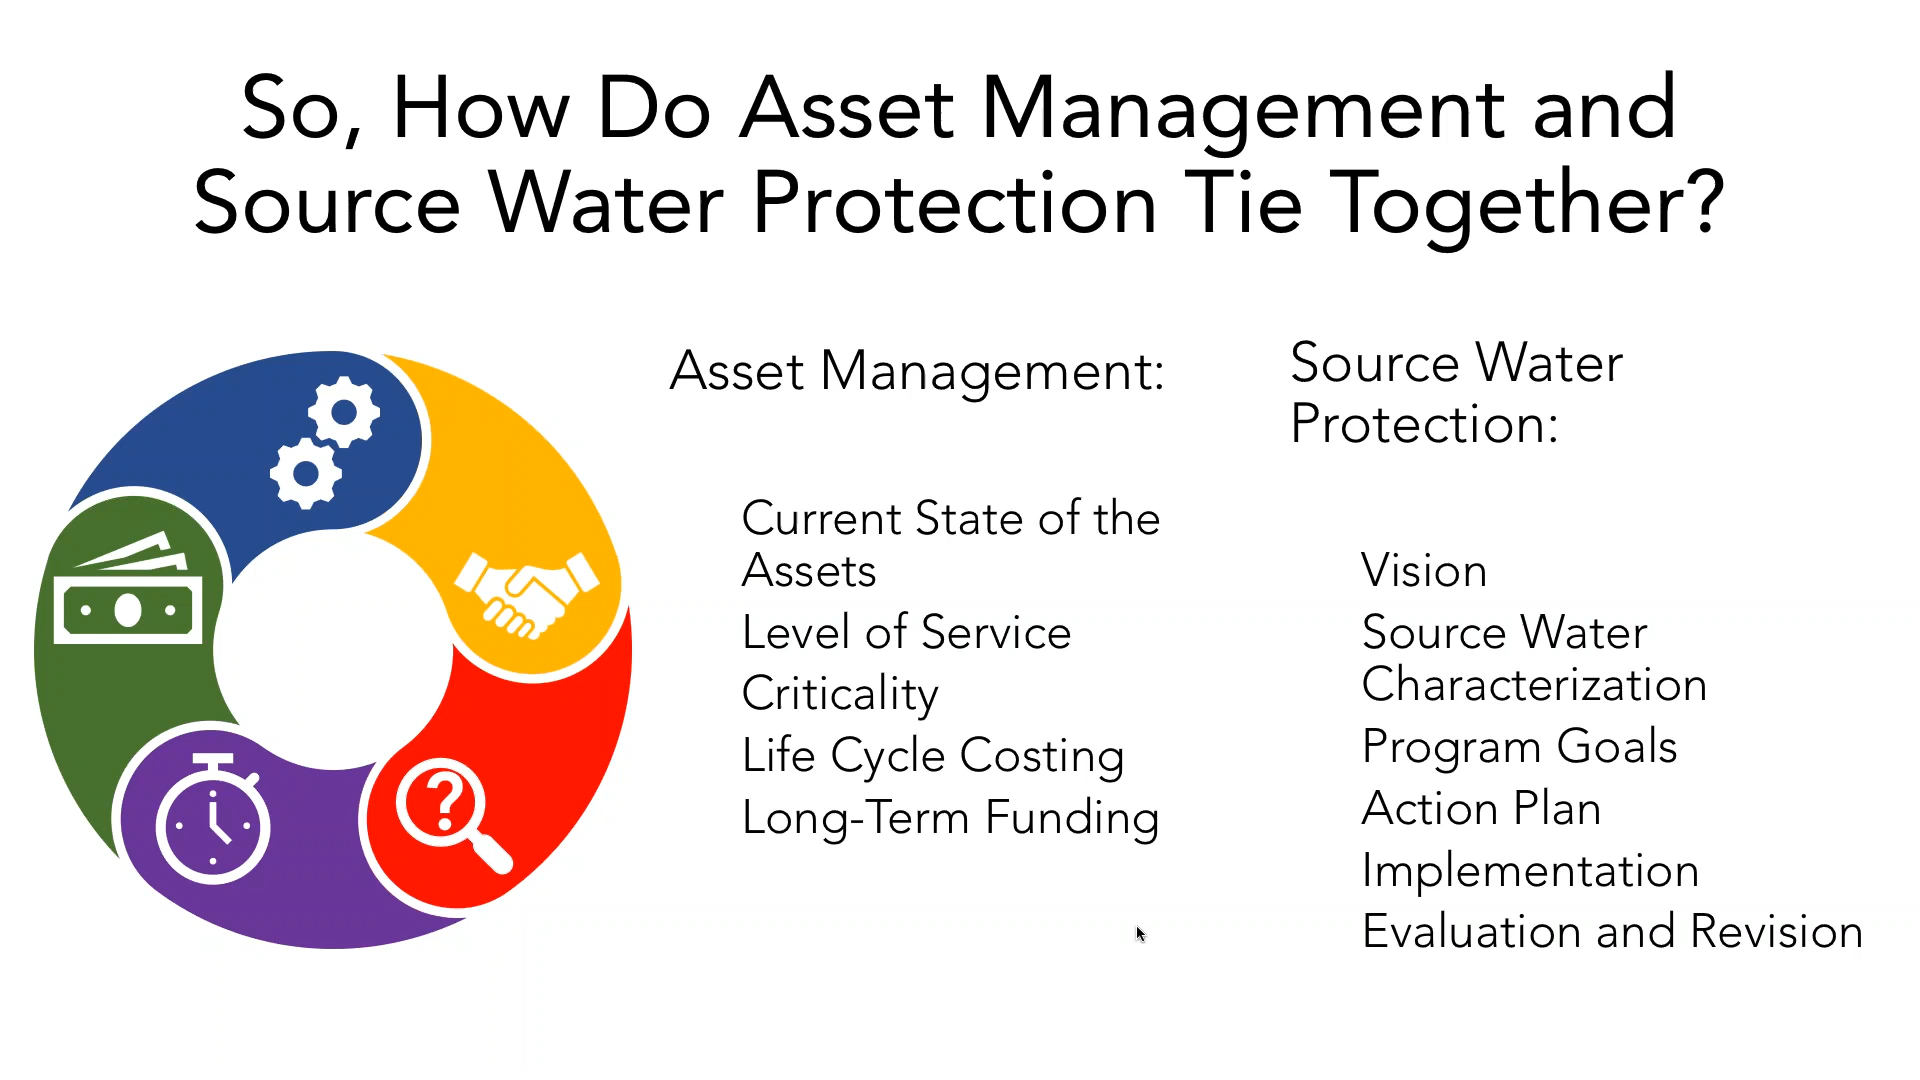 So, How Do Asset Management and
Source Water Protection Tie Together?
Asset Management:
Current State of the
Assets
Level of Service
Criticality
Life Cycle Costing
Long-Term Funding
Source Water
Protection:
Vision
Source Water
Characterization
Program Goals
Action Plan
Implementation
Evaluation and Revision
?